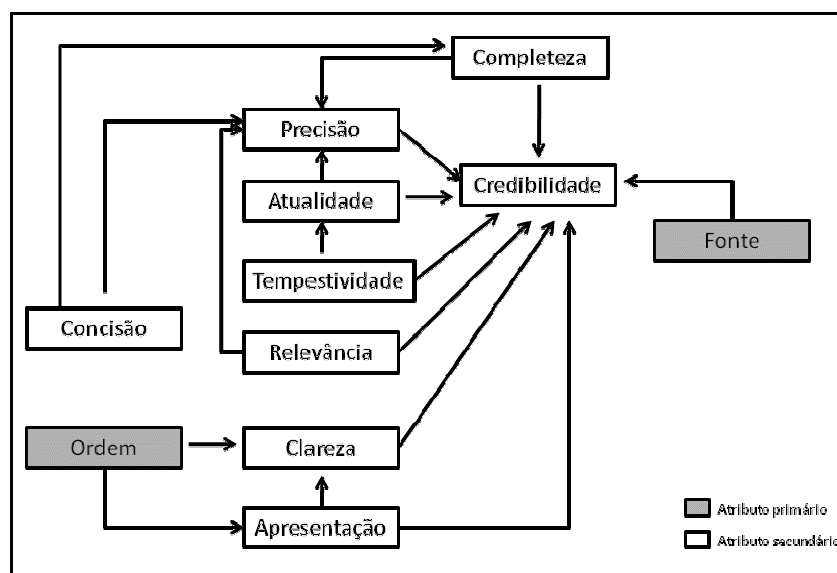 Completeza
Precisão
Credibilidade
Atualidade
Fonte
Tempestividade
Concisão
Relevância
Ordem
Clareza
Apresentação
Atributo primário
Atributo secundário